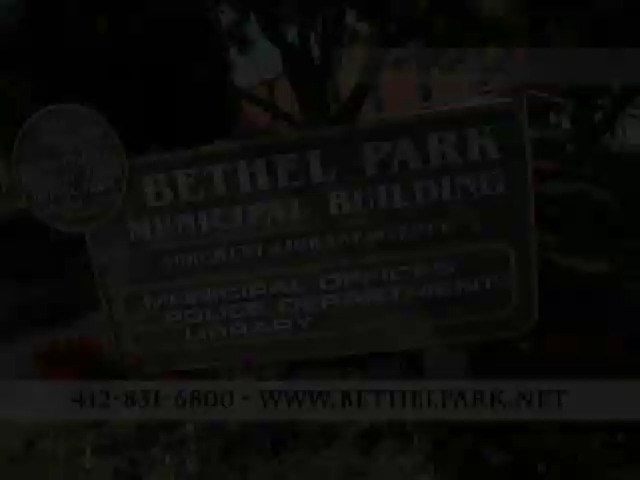 BETHEL PARK
MUNICIPAL BUILDING
MUNICIPAL OFFICES
POLICE DEPARTMENT
LIBRARY
412-831-6800 • WWW.BETHELPARK.NET